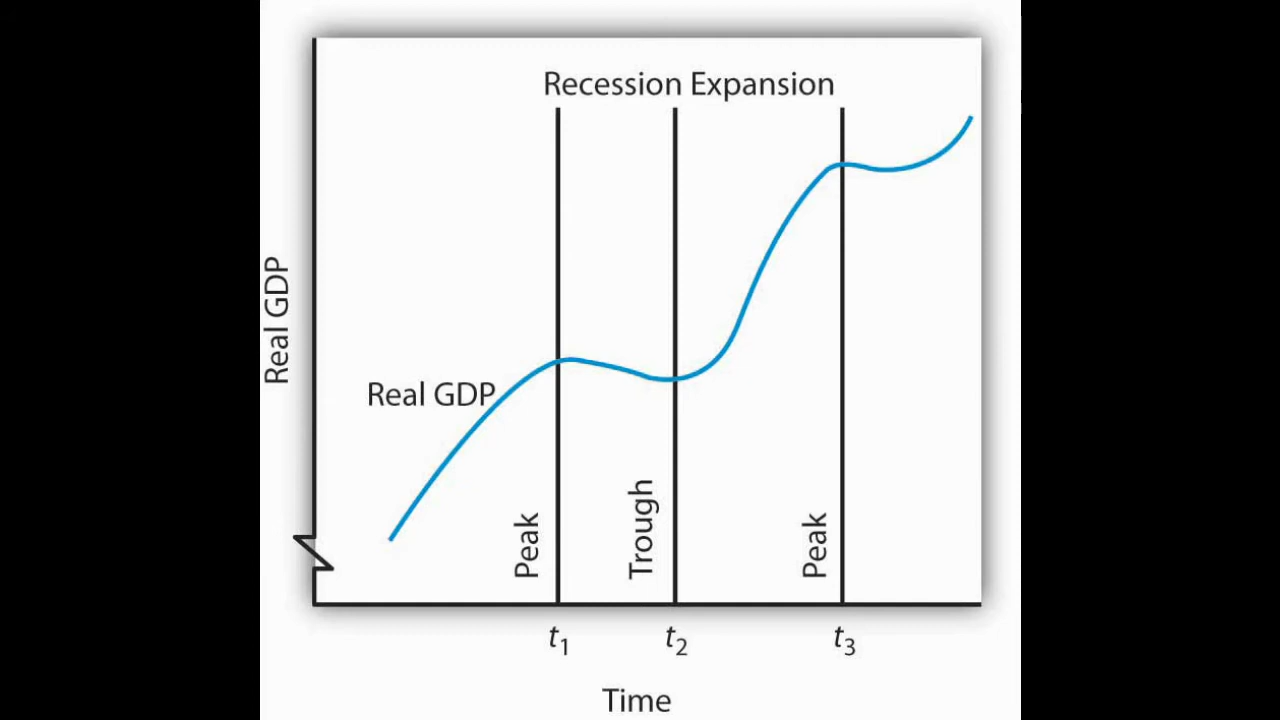 Recession Expansion
Real GDP
Real GDP
Peak
Trough
Peak
t1
t2
t3
Time